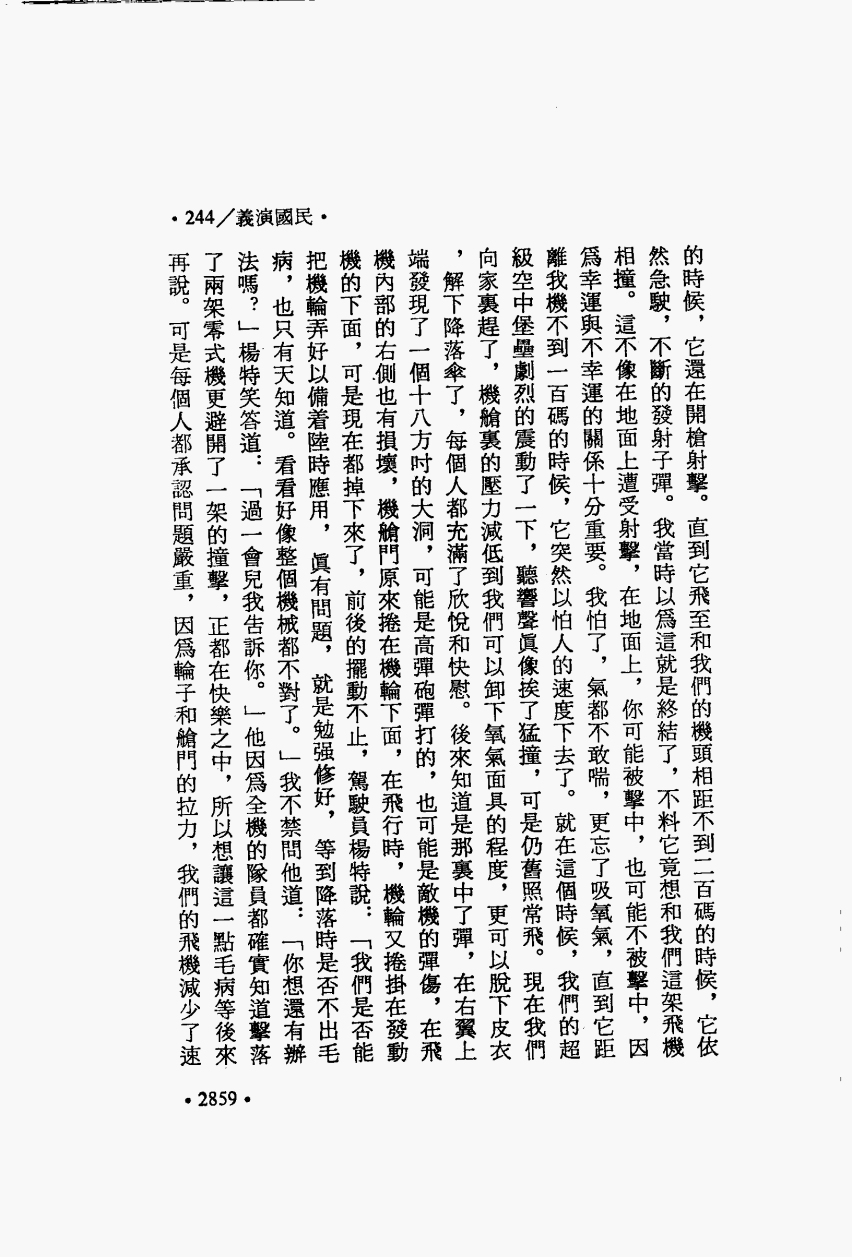 •244／義演國民•
的時候，它還在開槍射擊。直到它飛至和我們的機頭相距不到二百碼的時候，它依
然急駛，不斷的發射子彈。我當時以爲這就是終結了，不料它竟想和我們這架飛機
相撞。這不像在地面上遭受射擊，在地面上，你可能被擊中，也可能不被擊中，因
爲幸運與不幸運的關係十分重要。我怕了，氣都不敢喘，更忘了吸氧氣，直到它距
離我機不到一百碼的時候，它突然以怕人的速度下去了。就在這個時候，我們的超
級空中堡壘劇烈的震動了一下，聽響聲眞像挨了猛撞，可是仍舊照常飛。現在我們
向家裏趕了，機艙裏的壓力減低到我們可以卸下氧氣面具的程度，更可以脫下皮衣
，解下降落傘了，每個人都充滿了欣悅和快慰。後來知道是那裏中了彈，在右翼上
端發現了一個十八方吋的大洞，可能是高彈砲彈打的，也可能是敵機的彈傷，在飛
機內部的右側也有損壞，機艙門原來捲在機輪下面，在飛行時，機輪又捲掛在發動
機的下面，可是現在都掉下來了，前後的擺動不止，駕駛員楊特說：「我們是否能
把機輪弄好以備着陸時應用，眞有問題，就是勉强修好，等到降落時是否不出毛
病，也只有天知道。看看好像整個機械都不對了。」我不禁問他道：「你想還有辦
法嗎？」楊特笑答道：「過一會兒我告訴你。」他因爲全機的隊員都確實知道擊落
了兩架零式機更避開了一架的撞擊，正都在快樂之中，所以想讓這一點毛病等後來
再說。可是每個人都承認問題嚴重，因爲輪子和艙門的拉力，我們的飛機減少了速
•2859•